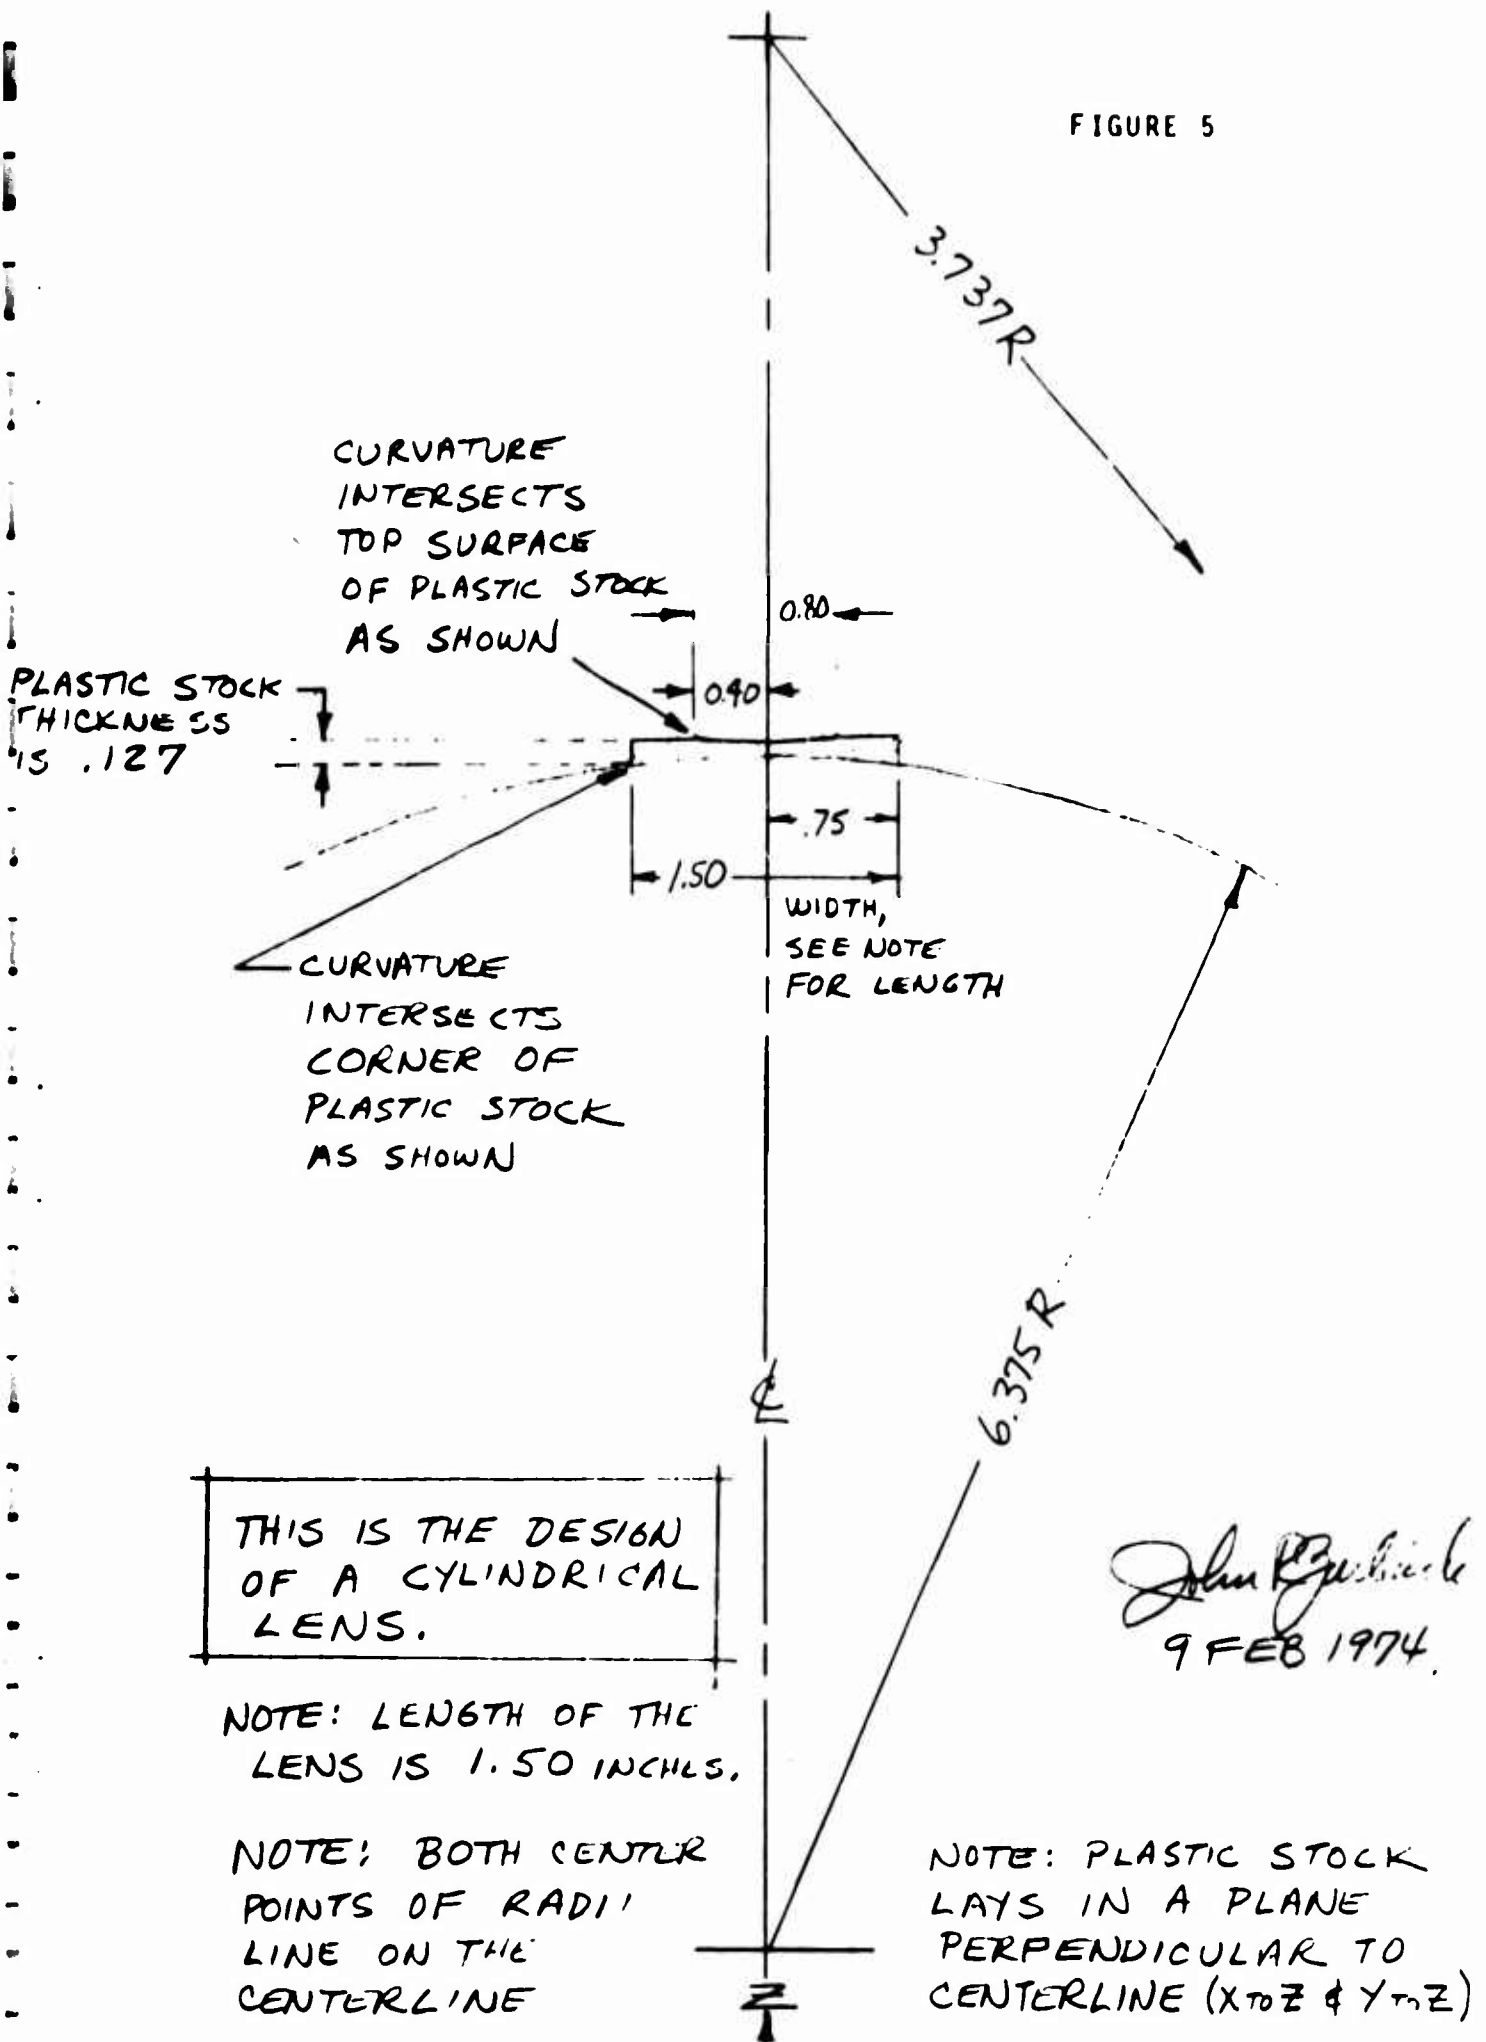 FIGURE 5
3.737R
CURVATURE
INTERSECTS
TOP SURFACE
OF PLASTIC STOCK
AS SHOWN
0.80
0.40
PLASTIC STOCK
THICKNESS
IS .127
.75
1.50
WIDTH,
SEE NOTE
FOR LENGTH
CURVATURE
INTERSECTS
CORNER OF
PLASTIC STOCK
AS SHOWN
6.375 R
℄
THIS IS THE DESIGN
OF A CYLINDRICAL
LENS.
John
9 FEB 1974.
NOTE: LENGTH OF THE
LENS IS 1.50 INCHES.
NOTE: BOTH CENTER
POINTS OF RADII
LINE ON THE
CENTERLINE
Z
NOTE: PLASTIC STOCK
LAYS IN A PLANE
PERPENDICULAR TO
CENTERLINE (X TO Z & Y TO Z)